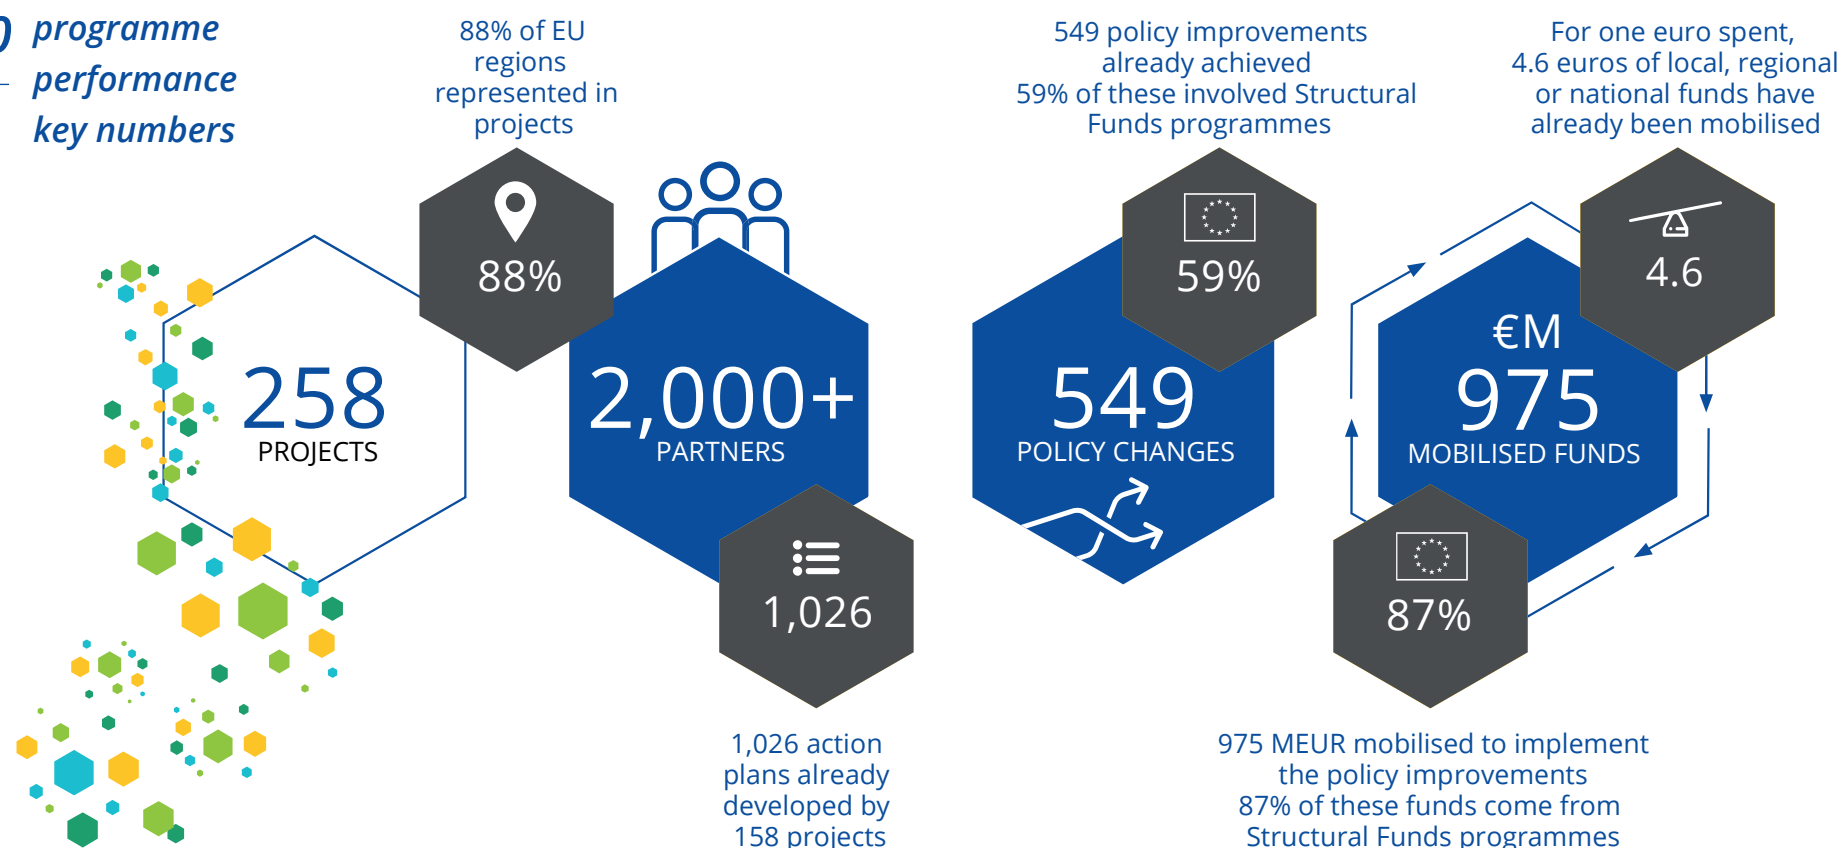 programme
performance
key numbers
88% of EU
regions
represented in
projects
549 policy improvements
already achieved
59% of these involved Structural
Funds programmes
For one euro spent,
4.6 euros of local, regional
or national funds have
already been mobilised
88%
59%
4.6
258
PROJECTS
2,000+
PARTNERS
549
POLICY CHANGES
€M
975
MOBILISED FUNDS
1,026
87%
1,026 action
plans already
developed by
158 projects
975 MEUR mobilised to implement
the policy improvements
87% of these funds come from
Structural Funds programmes